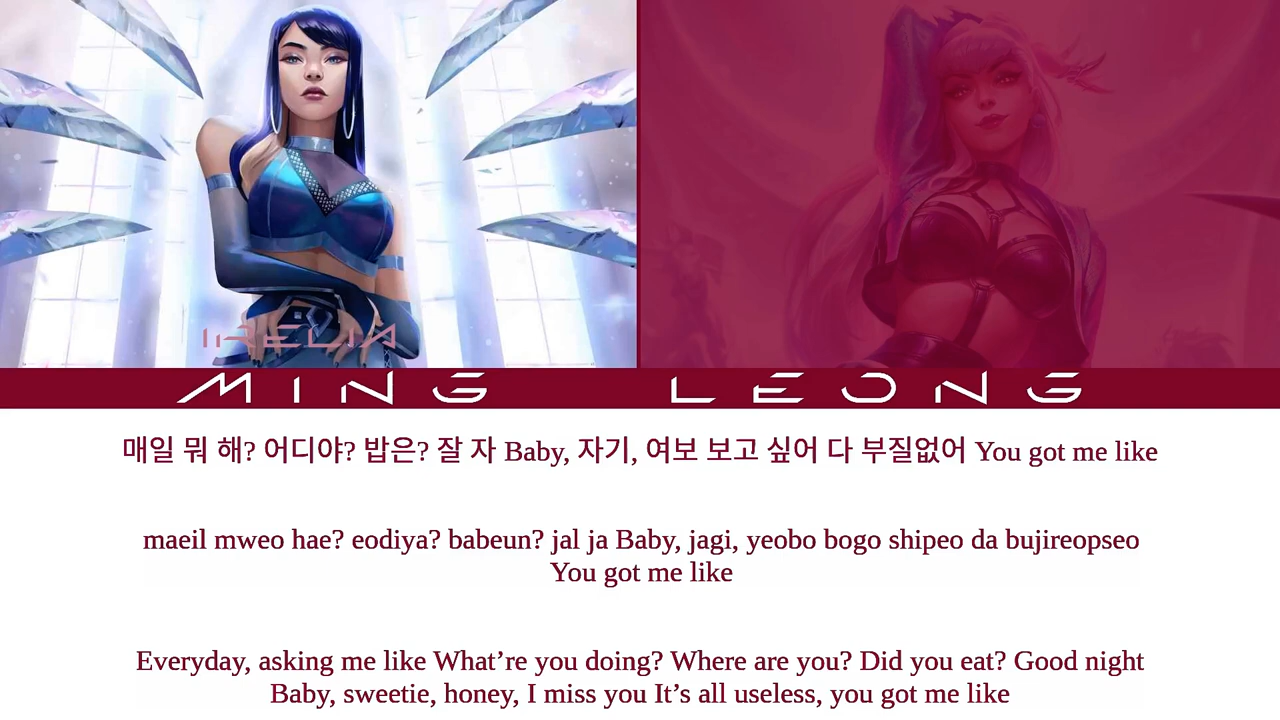 IRELIA
MING LEONG
매일 뭐 해? 어디야? 밥은? 잘 자 Baby, 자기, 여보 보고 싶어 다 부질없어 You got me like
maeil mweo hae? eodiya? babeun? jal ja Baby, jagi, yeobo bogo shipeo da bujireopseo
You got me like
Everyday, asking me like What’re you doing? Where are you? Did you eat? Good night
Baby, sweetie, honey, I miss you It’s all useless, you got me like